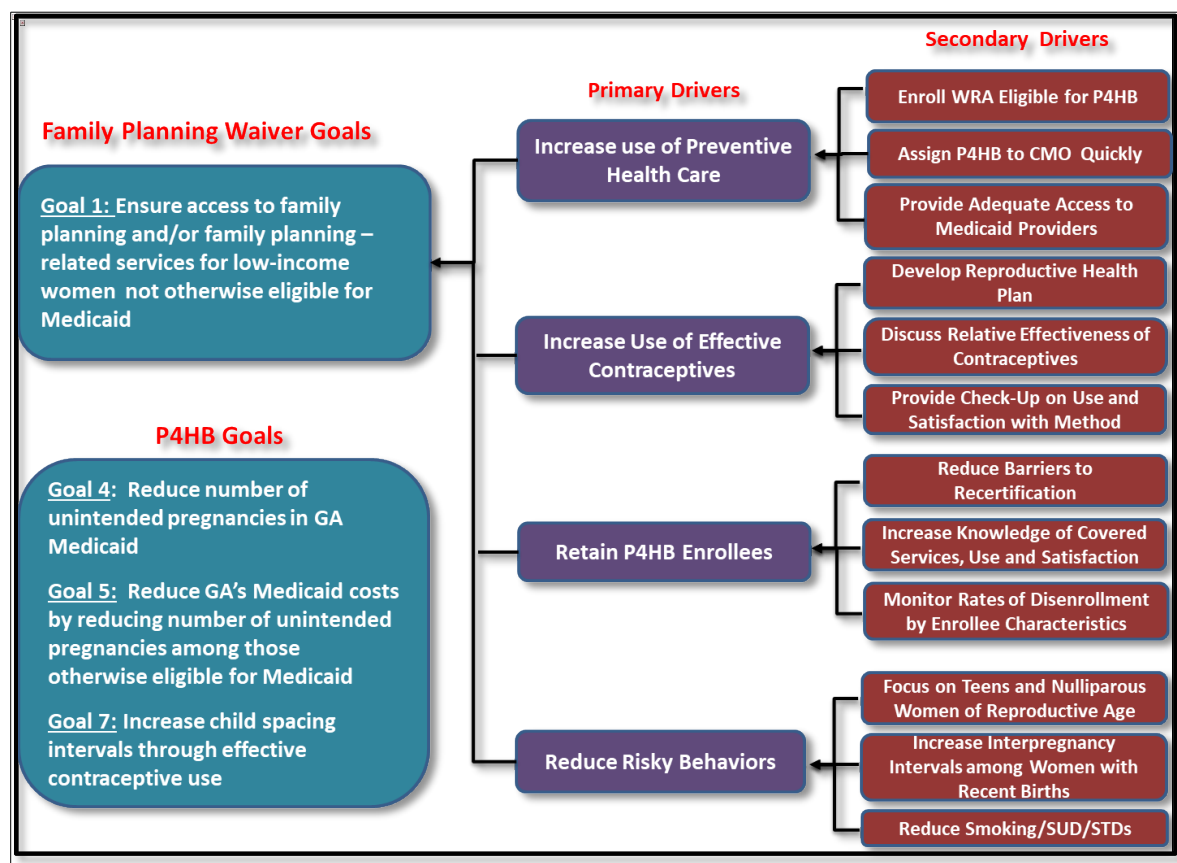 Family Planning Waiver Goals
Goal 1: Ensure access to family
planning and/or family planning –
related services for low-income
women not otherwise eligible for
Medicaid
P4HB Goals
Goal 4: Reduce number of
unintended pregnancies in GA
Medicaid
Goal 5: Reduce GA's Medicaid costs
by reducing number of unintended
pregnancies among those
otherwise eligible for Medicaid
Goal 7: Increase child spacing
intervals through effective
contraceptive use
Primary Drivers
Increase use of Preventive
Health Care
Increase Use of Effective
Contraceptives
Retain P4HB Enrollees
Reduce Risky Behaviors
Secondary Drivers
Enroll WRA Eligible for P4HB
Assign P4HB to CMO Quickly
Provide Adequate Access to
Medicaid Providers
Develop Reproductive Health
Plan
Discuss Relative Effectiveness of
Contraceptives
Provide Check-Up on Use and
Satisfaction with Method
Reduce Barriers to
Recertification
Increase Knowledge of Covered
Services, Use and Satisfaction
Monitor Rates of Disenrollment
by Enrollee Characteristics
Focus on Teens and Nulliparous
Women of Reproductive Age
Increase Interpregnancy
Intervals among Women with
Recent Births
Reduce Smoking/SUD/STDs